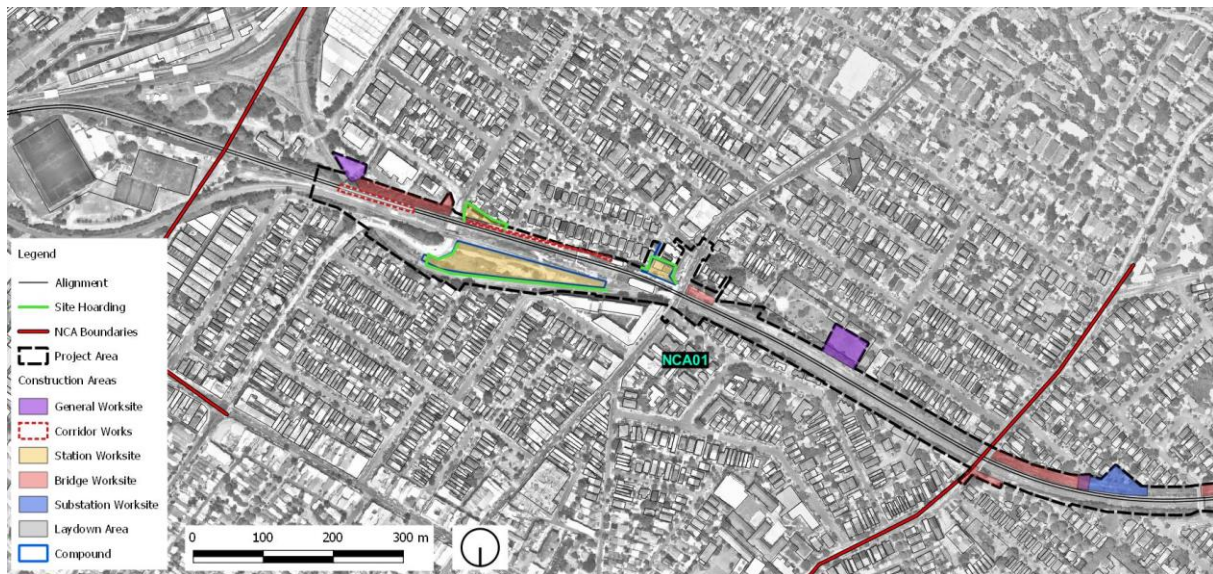 NCA01
Legend
Alignment
Site Hoarding
NCA Boundaries
Project Area
Construction Areas
General Worksite
Corridor Works
Station Worksite
Bridge Worksite
Substation Worksite
Laydown Area
Compound
0 100 200 300 m